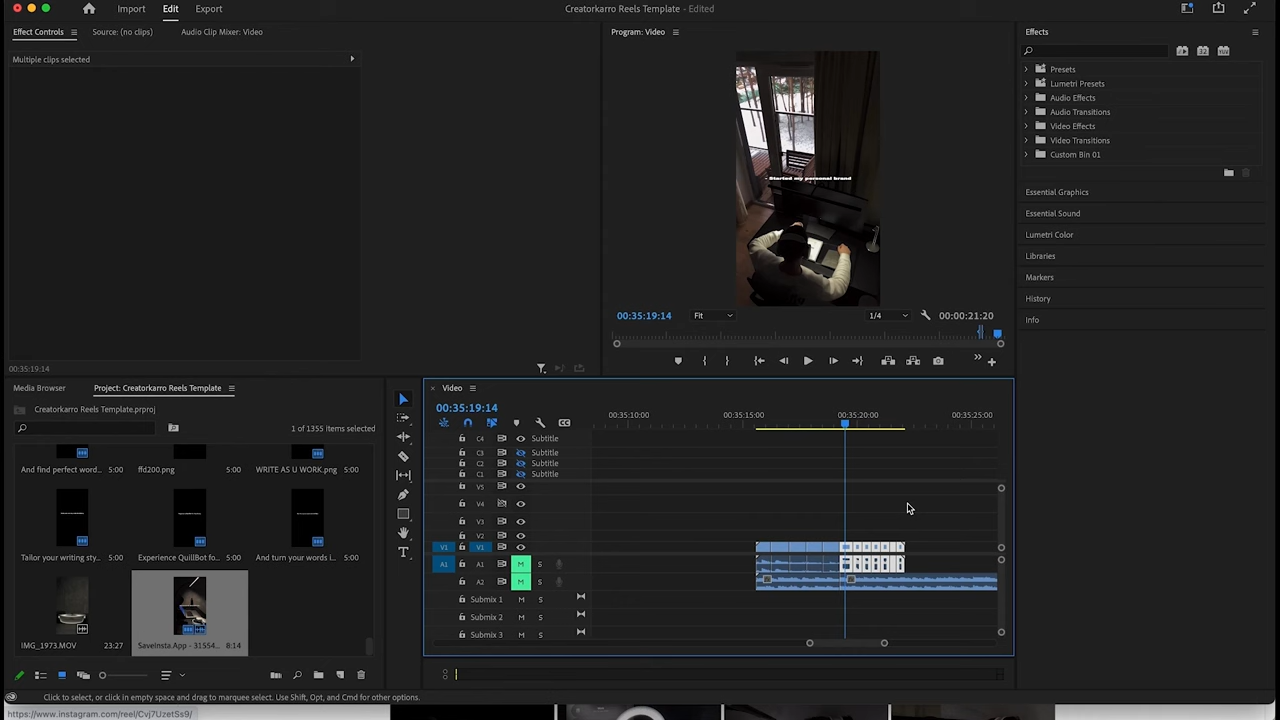 Import
Edit
Export
Creatorkarro Reels Template - Edited
Effect Controls
Source: (no clips)
Audio Clip Mixer: Video
Multiple clips selected
00:35:19:14
Program: Video
- Started my personal brand
00:35:19:14
Fit
1/4
00:00:21:20
Effects
Presets
Lumetri Presets
Audio Effects
Audio Transitions
Video Effects
Video Transitions
Custom Bin 01
Essential Graphics
Essential Sound
Lumetri Color
Libraries
Markers
History
Info
Media Browser
Project: Creatorkarro Reels Template
Creatorkarro Reels Template.prproj
1 of 1355 items selected
And find perfect word...
5:00
ffd200.png
5:00
WRITE AS U WORK.png
5:00
Tailor your writing sty...
5:00
Experience QuillBot fo...
5:00
And turn your words i...
5:00
IMG_1973.MOV
23:27
SaveInsta.App - 31554...
8:14
Video
00:35:19:14
00:35:10:00
00:35:15:00
00:35:20:00
00:35:25:00
C4
Subtitle
C3
Subtitle
C2
Subtitle
C1
Subtitle
V5
V4
V3
V2
V1
V1
A1
A1
M
S
A2
M
S
Submix 1
M
S
Submix 2
M
S
Submix 3
M
S
Click to select, or click in empty space and drag to marquee select. Use Shift, Opt, and Cmd for other options.
https://www.instagram.com/reel/Cvj7UzetSs9/